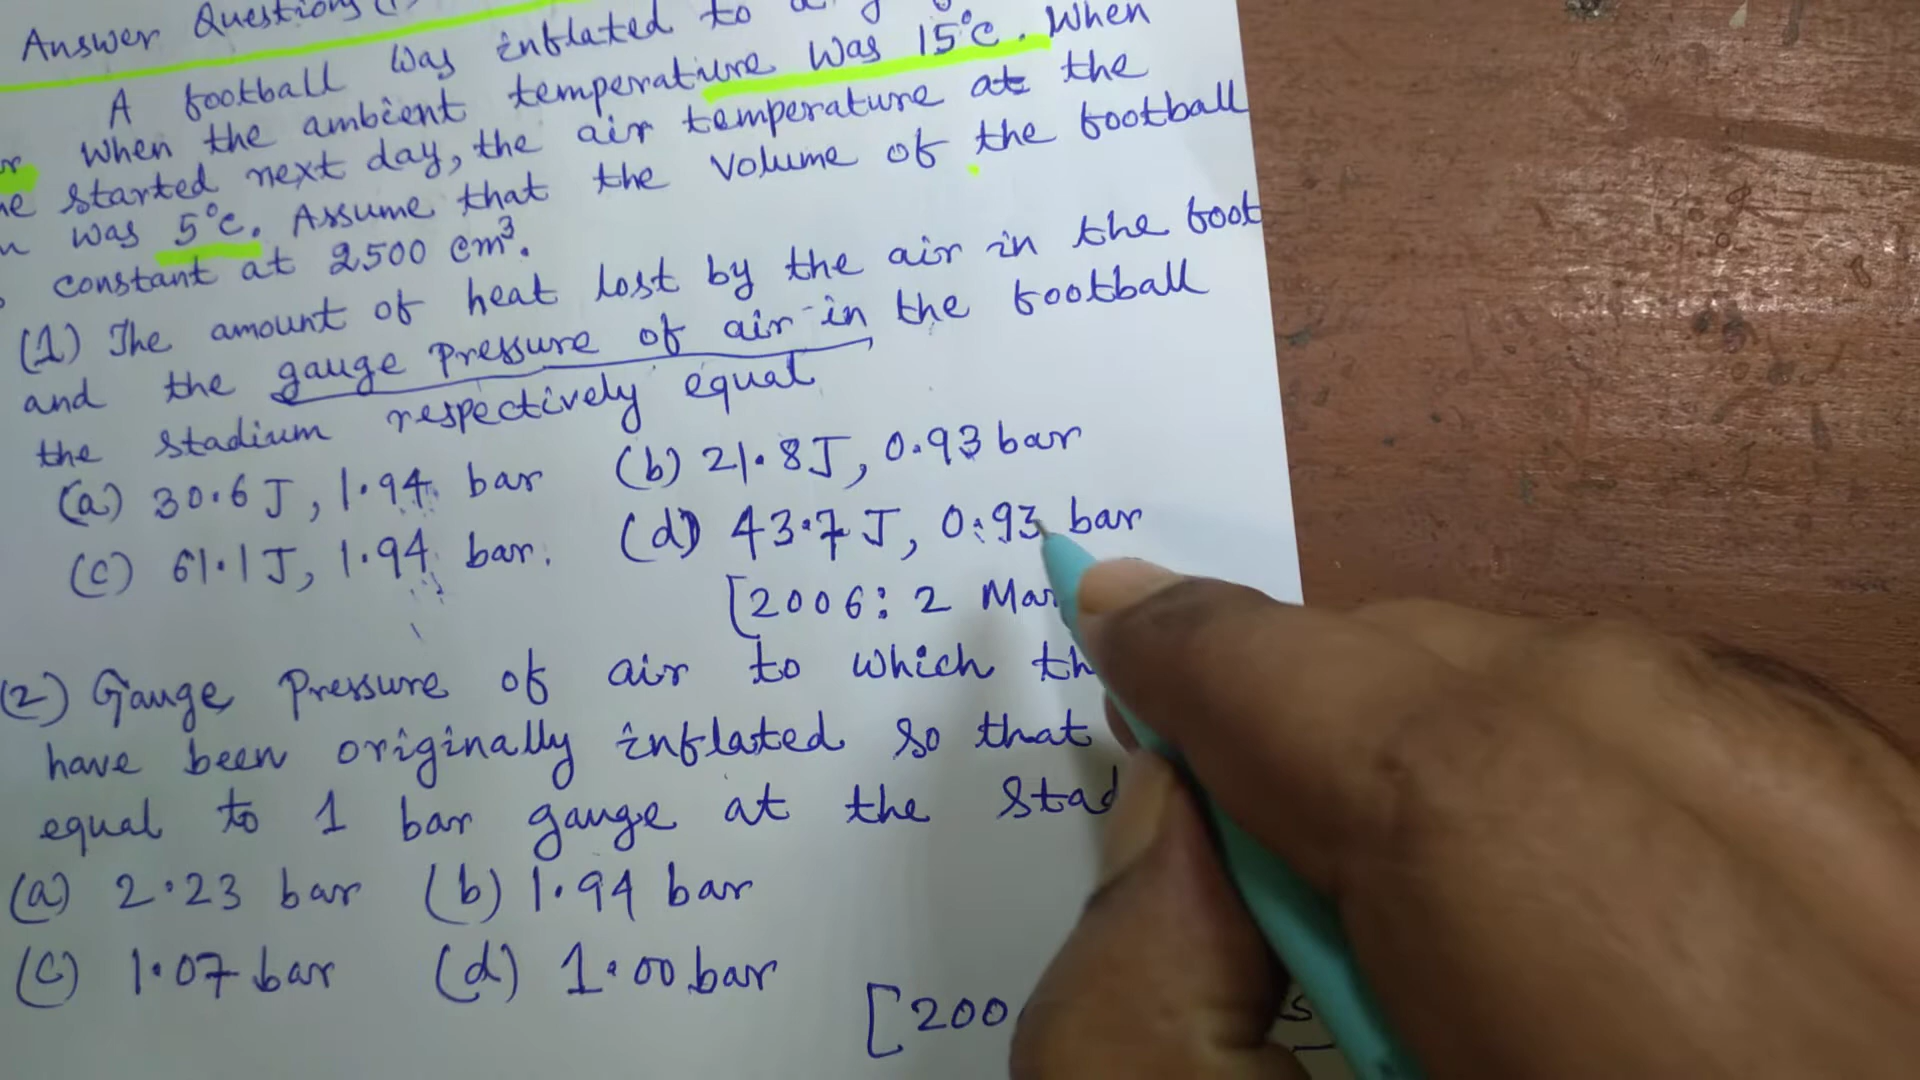 Answer Questions
A football was inflated to a
When the ambient temperature was 15°C. When
started next day, the air temperature at the
was 5°C. Assume that the volume of the football
constant at 2500 cm³.
(1) The amount of heat lost by the air in the foot
and the gauge pressure of air in the football
the stadium respectively equal
(a) 30.6 J, 1.94 bar (b) 21.8 J, 0.93 bar
(c) 61.1 J, 1.94 bar. (d) 43.7 J, 0.93 bar
[2006: 2 Mar
(2) Gauge Pressure of air to which th
have been originally inflated so that
equal to 1 bar gauge at the Stad
(a) 2.23 bar (b) 1.94 bar
(c) 1.07 bar (d) 1.00 bar
[200